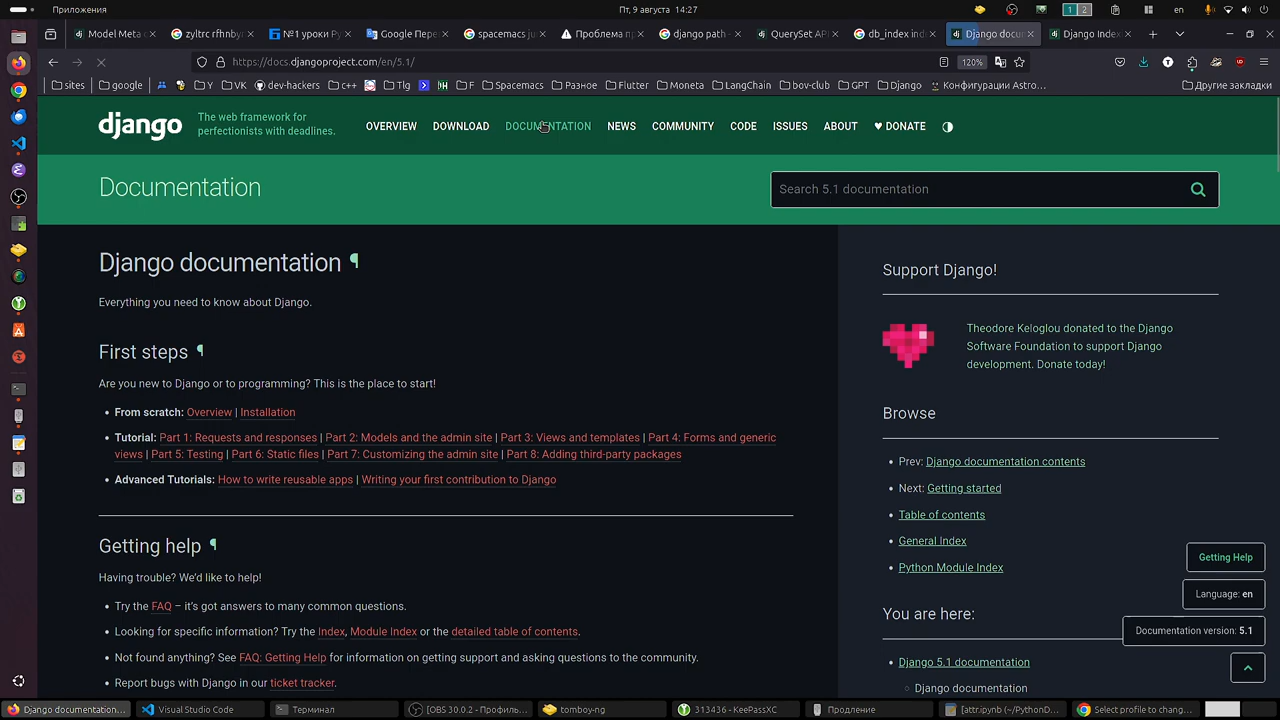 Приложения
Пт, 9 августа 14:27
en
1 2
Model Meta c
zyltrc rfhnby
№1 уроки Py
Google Пере
spacemacs ju
Проблема пр
django path -
QuerySet API
db_index inc
Django docum
Django Index
https://docs.djangoproject.com/en/5.1/
120%
sites
google
Y
VK
dev-hackers
c++
Tlg
F
Spacemacs
Разное
Flutter
Moneta
LangChain
bov-club
GPT
Django
Конфигурации Astro…
Другие закладки
django
The web framework for
perfectionists with deadlines.
OVERVIEW
DOWNLOAD
DOCUMENTATION
NEWS
COMMUNITY
CODE
ISSUES
ABOUT
♥ DONATE
Documentation
Search 5.1 documentation
Django documentation ¶
Everything you need to know about Django.
First steps ¶
Are you new to Django or to programming? This is the place to start!
• From scratch: Overview | Installation
• Tutorial: Part 1: Requests and responses | Part 2: Models and the admin site | Part 3: Views and templates | Part 4: Forms and generic
views | Part 5: Testing | Part 6: Static files | Part 7: Customizing the admin site | Part 8: Adding third-party packages
• Advanced Tutorials: How to write reusable apps | Writing your first contribution to Django
Getting help ¶
Having trouble? We'd like to help!
• Try the FAQ – it's got answers to many common questions.
• Looking for specific information? Try the Index, Module Index or the detailed table of contents.
• Not found anything? See FAQ: Getting Help for information on getting support and asking questions to the community.
• Report bugs with Django in our ticket tracker.
Support Django!
Theodore Keloglou donated to the Django
Software Foundation to support Django
development. Donate today!
Browse
• Prev: Django documentation contents
• Next: Getting started
• Table of contents
• General Index
• Python Module Index
You are here:
• Django 5.1 documentation
○ Django documentation
Getting Help
Language: en
Documentation version: 5.1
Django documentation…
Visual Studio Code
Терминал
[OBS 30.0.2 - Профиль…
tomboy-ng
313436 - KeePassXC
Продление
[attr.ipynb (~/PythonD…
Select profile to chang…